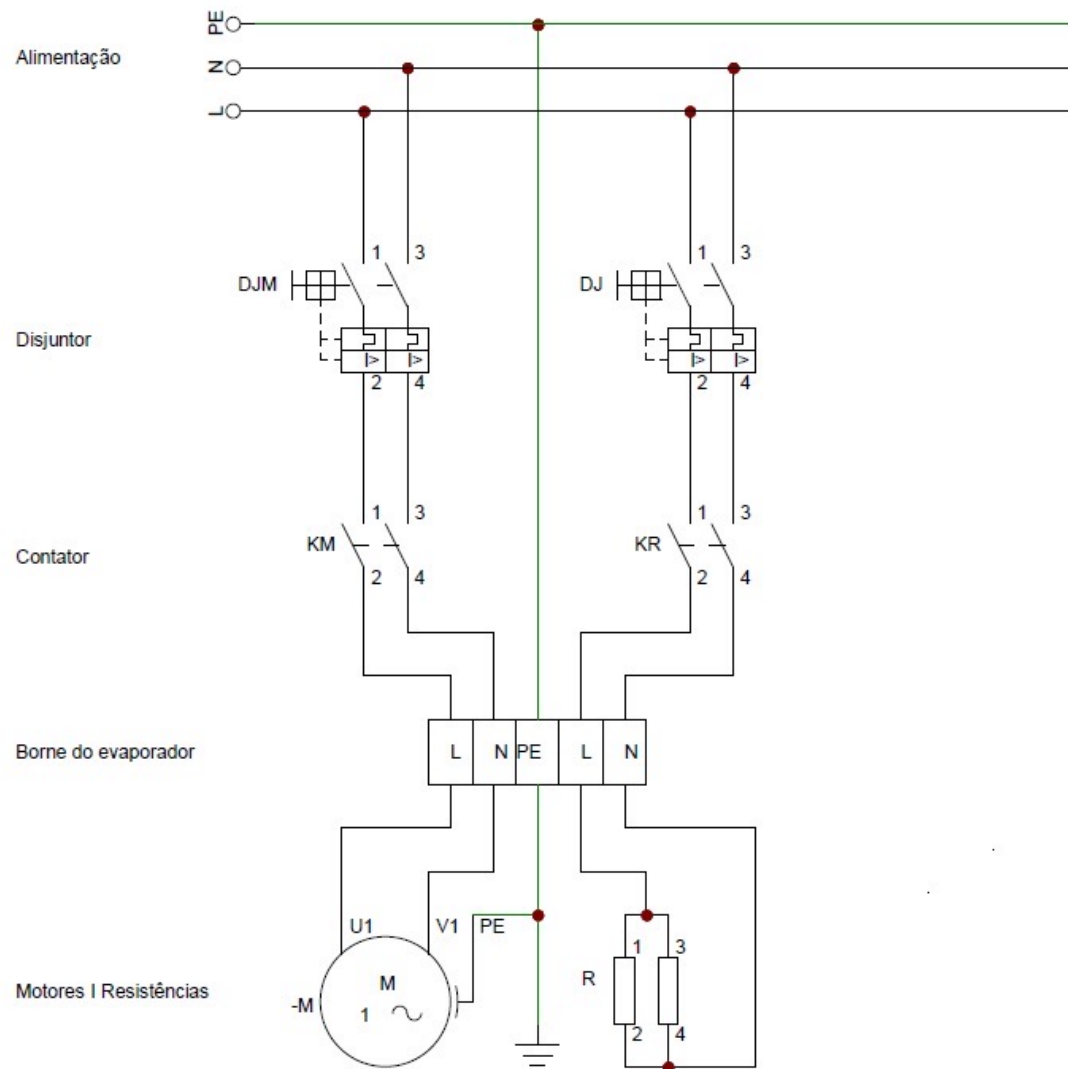 PE
Alimentação
N
L
1 3 1 3
DJM DJ
Disjuntor
I> I> I> I>
2 4 2 4
1 3 1 3
KM KR
Contator
2 4 2 4
Borne do evaporador L N PE L N
U1 V1 PE
1 3
M R
Motores I Resistências
-M 1
2 4